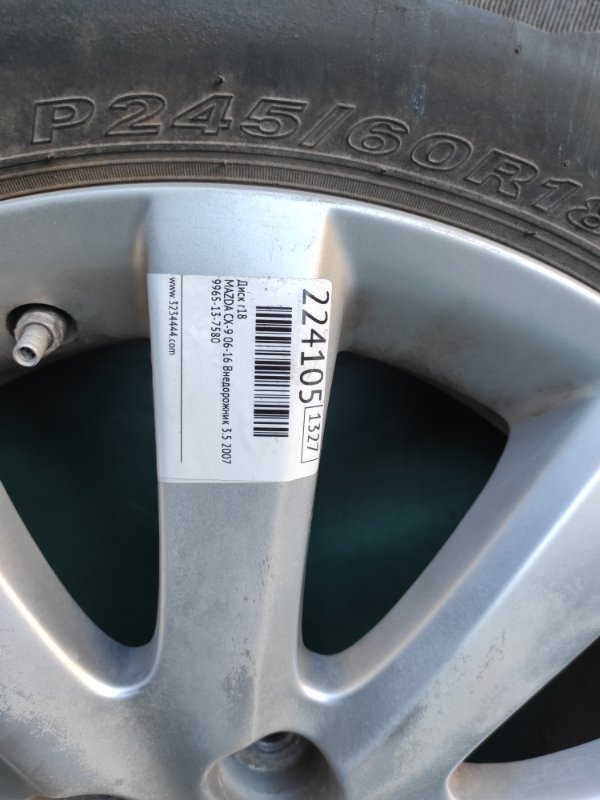 P245/60R18
224105
1327
Диск r18
MAZDA CX-9 06-16 Внедорожник 3.5 2007
9965-13-7580
www.3234444.com